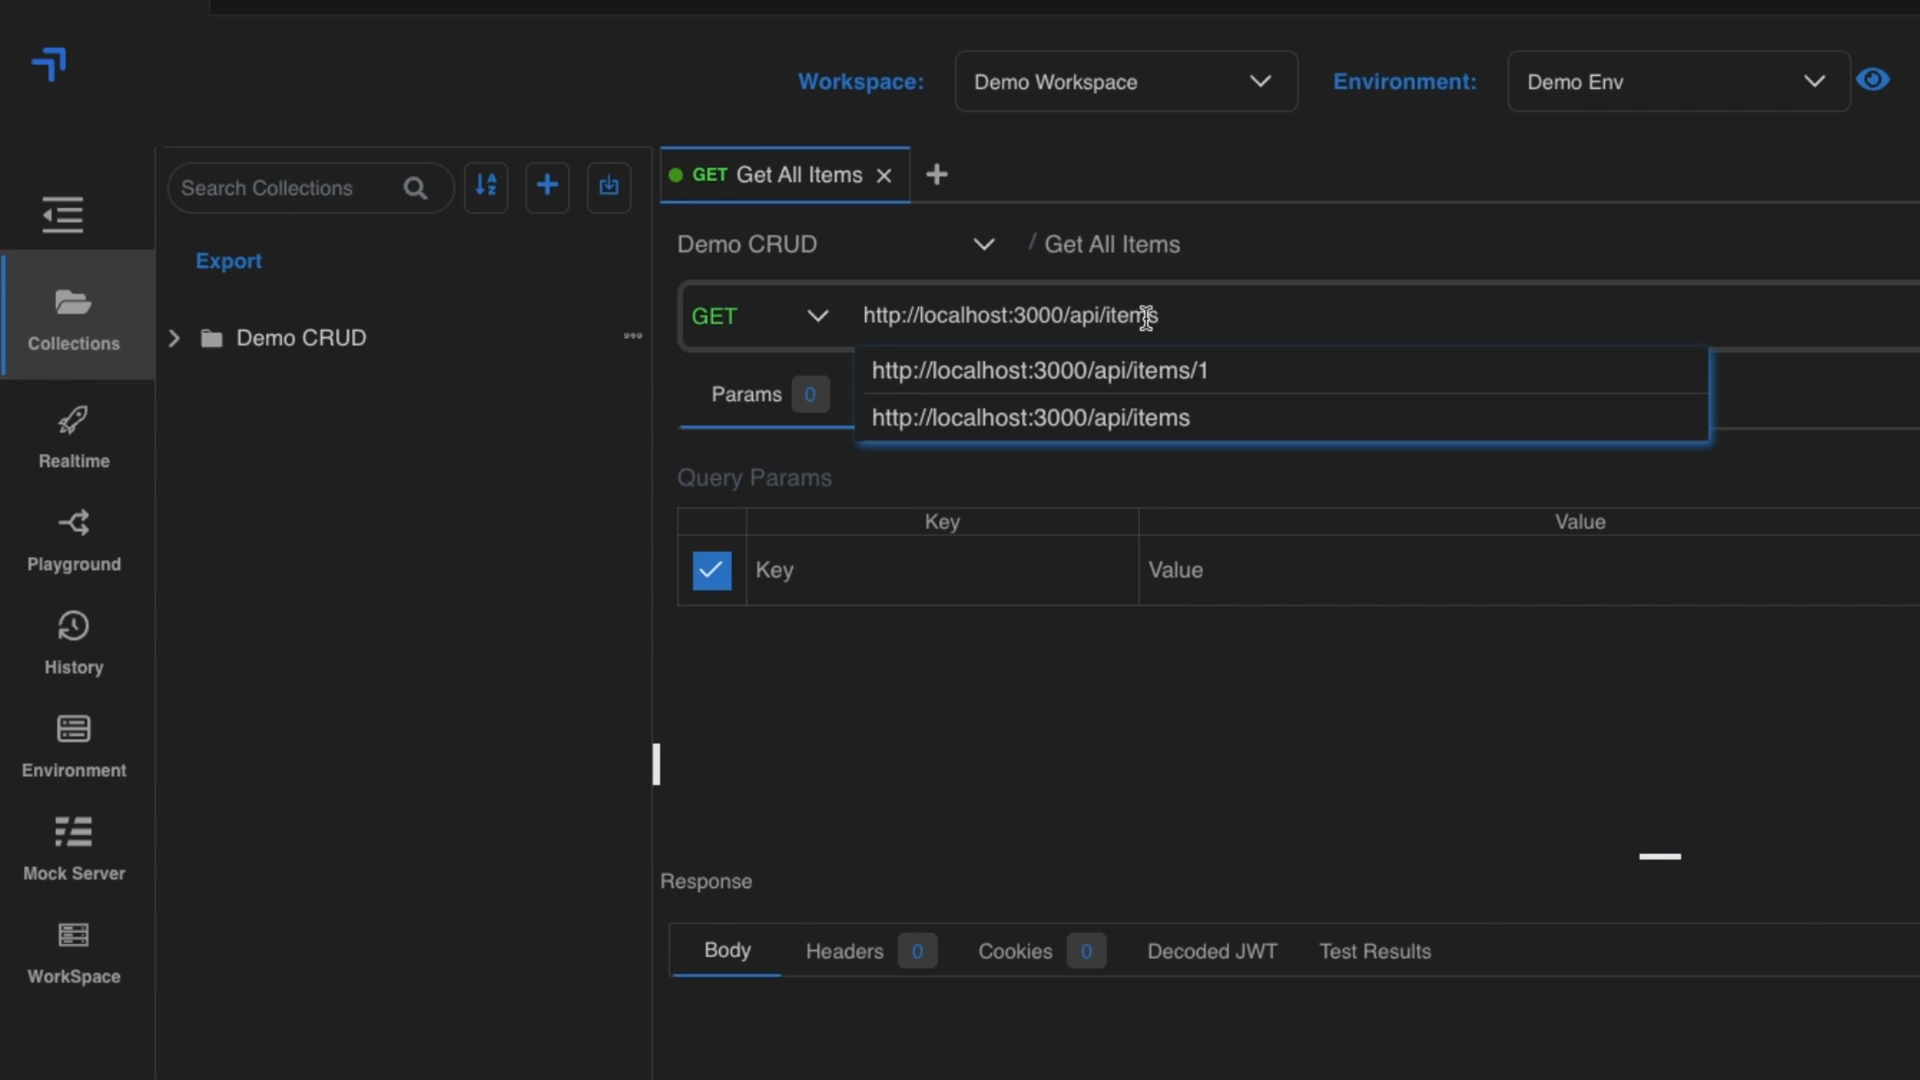 Workspace: Demo Workspace Environment: Demo Env
Search Collections
GET Get All Items
Export
Demo CRUD / Get All Items
GET http://localhost:3000/api/items
Demo CRUD
http://localhost:3000/api/items/1
http://localhost:3000/api/items
Params 0
Query Params
Key Value
Key Value
Collections
Realtime
Playground
History
Environment
Mock Server
WorkSpace
Response
Body Headers 0 Cookies 0 Decoded JWT Test Results